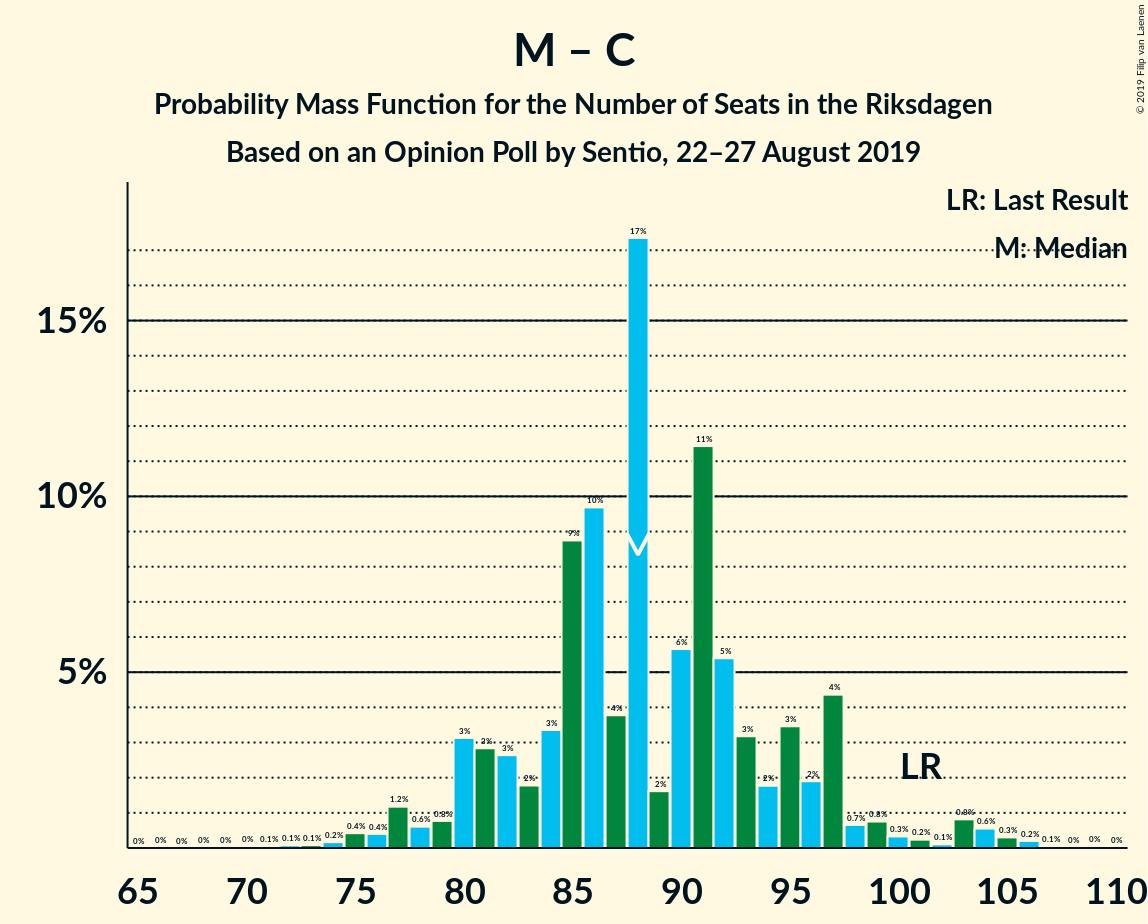 M – C
Probability Mass Function for the Number of Seats in the Riksdagen
Based on an Opinion Poll by Sentio, 22–27 August 2019
© 2019 Filip van Laenen
LR: Last Result
M: Median
15%
10%
5%
0% 0% 0% 0% 0% 0% 0.1% 0.1% 0.1% 0.2% 0.4% 0.4% 1.2% 0.6% 0.8% 3% 3% 3% 2% 3% 9% 10% 4% 17% 2% 6% 11% 5% 3% 2% 3% 2% 4% 0.7% 0.8% 0.3% 0.2% 0.1% 0.8% 0.6% 0.3% 0.2% 0.1% 0% 0% 0%
LR
65 70 75 80 85 90 95 100 105 110